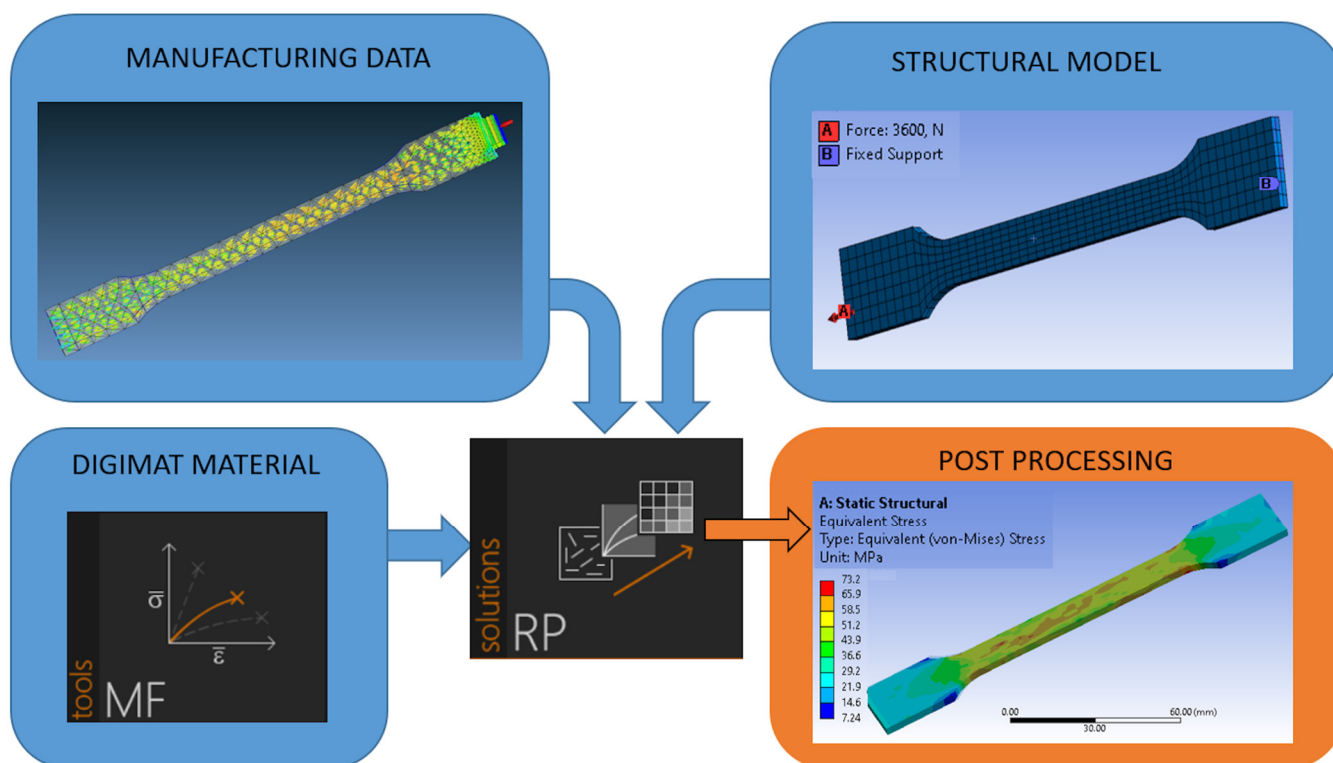 MANUFACTURING DATA
STRUCTURAL MODEL
A Force: 3600, N
B Fixed Support
B
A
DIGIMAT MATERIAL
σ̅
ε̅
tools
MF
solutions
RP
POST PROCESSING
A: Static Structural
Equivalent Stress
Type: Equivalent (von-Mises) Stress
Unit: MPa
73.2
65.9
58.5
51.2
43.9
36.6
29.2
21.9
14.6
7.24
0.00
60.00 (mm)
30.00